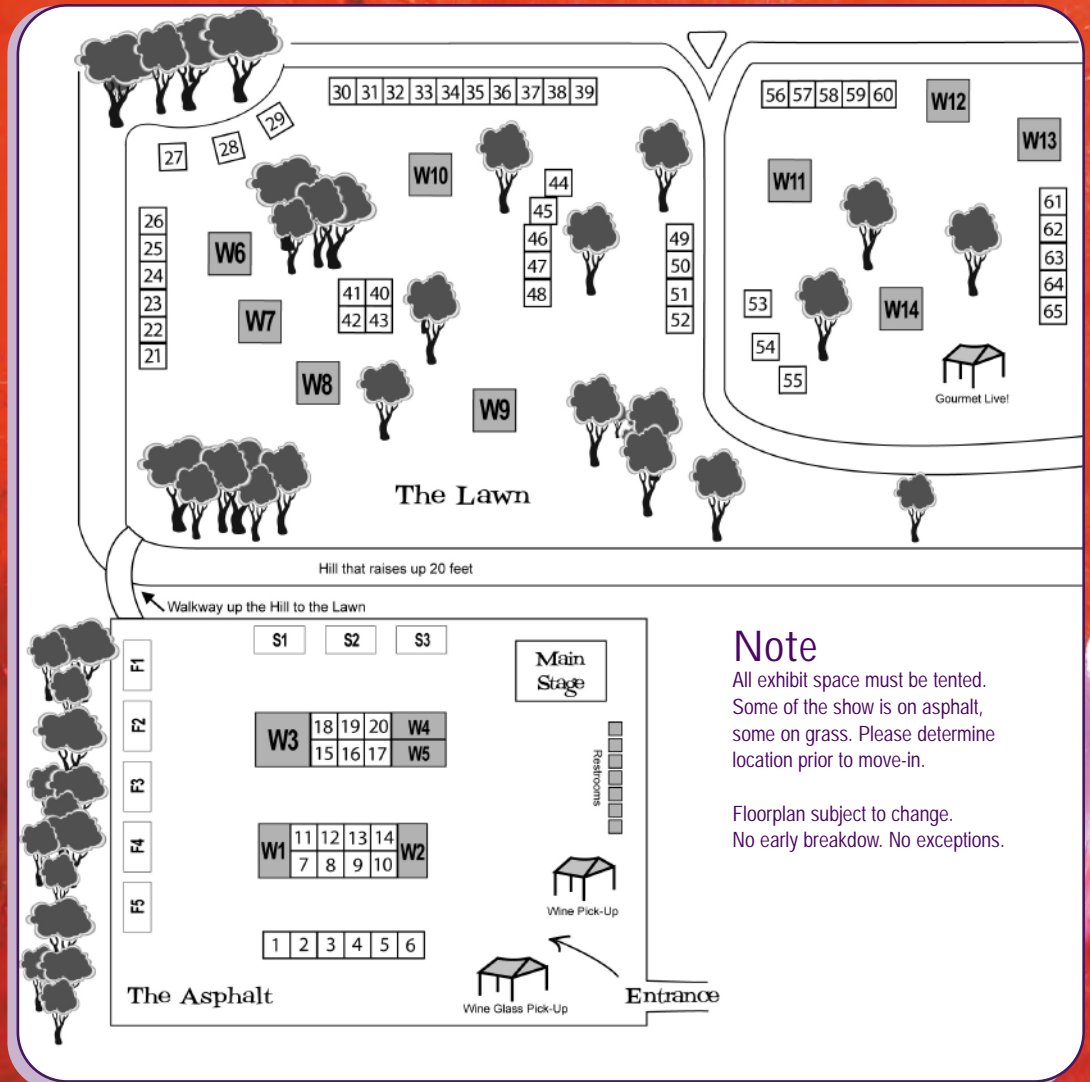 30 31 32 33 34 35 36 37 38 39
56 57 58 59 60
W12
W13
29
28
27
W10
W11
44
45
46
47
48
26
25
24
23
22
21
W6
W7
W8
41 40
42 43
W9
49
50
51
52
61
62
63
64
65
53
54
55
W14
Gourmet Live!
The Lawn
Hill that raises up 20 feet
Walkway up the Hill to the Lawn
S1 S2 S3
Main
Stage
F1
F2
F3
F4
F5
W3
18 19 20
15 16 17
W4
W5
Restrooms
W1
11 12 13 14
7 8 9 10
W2
Wine Pick-Up
1 2 3 4 5 6
The Asphalt
Wine Glass Pick-Up
Entrance
Note
All exhibit space must be tented.
Some of the show is on asphalt,
some on grass. Please determine
location prior to move-in.
Floorplan subject to change.
No early breakdow. No exceptions.